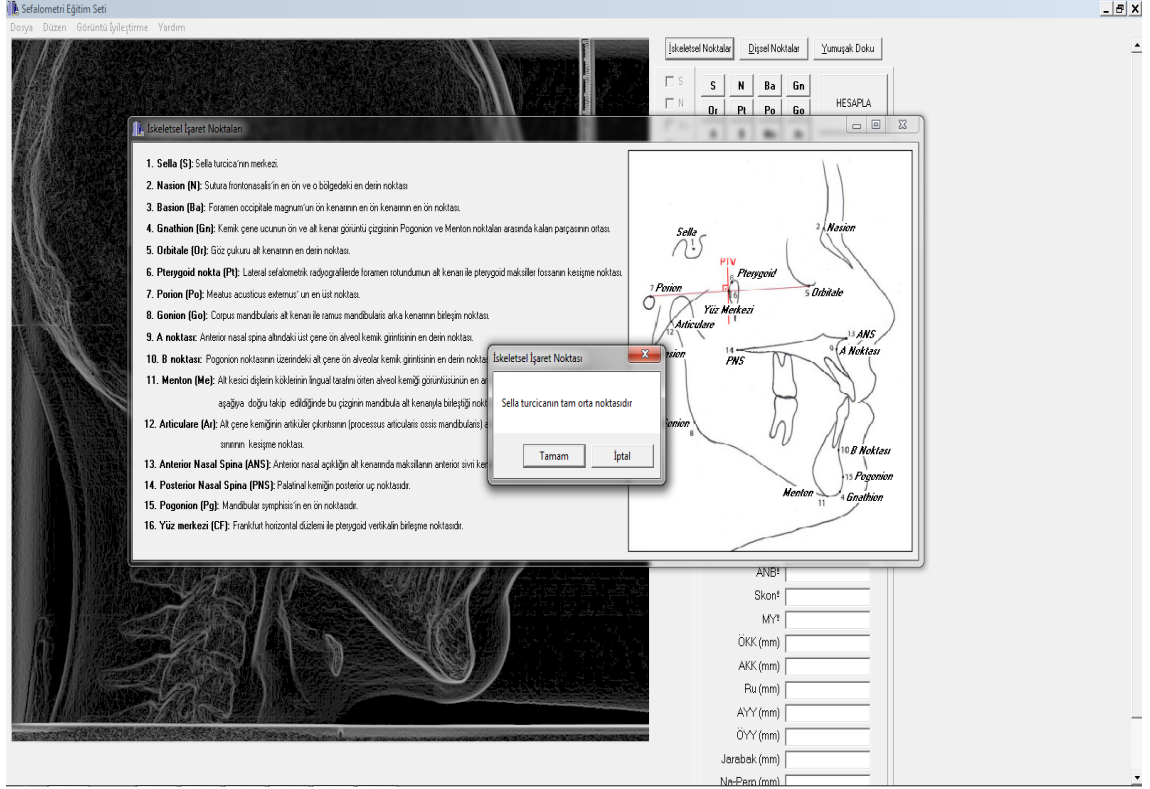 Sefalometri Eğitim Seti
Dosya Düzen Görüntü İyileştirme Yardım
İskeletsel Noktalar Dişsel Noktalar Yumuşak Doku
S S N Ba Gn
N Or Pt Po Go HESAPLA
İskeletsel İşaret Noktaları
1. Sella (S): Sella turcica'nın merkezi.
2. Nasion (N): Sutura frontonasalis'in en ön ve o bölgedeki en derin noktası
3. Basion (Ba): Foramen occipitale magnum'un ön kenarının en ön kenarının en ön noktası.
4. Gnathion (Gn): Kemik çene ucunun ön ve alt kenar görüntü çizgisinin Pogonion ve Menton noktaları arasında kalan parçasının ortası.
5. Orbitale (Or): Göz çukuru alt kenarının en derin noktası.
6. Pterygoid nokta (Pt): Lateral sefalometrik radyografilerde foramen rotundumun alt kenarı ile pterygoid maksiller fossanın kesişme noktası.
7. Porion (Po): Meatus acusticus externus' un en üst noktası.
8. Gonion (Go): Corpus mandibularis alt kenarı ile ramus mandibularis arka kenarının birleşim noktası.
9. A noktası: Anterior nasal spina altındaki üst çene ön alveol kemik girintisinin en derin noktası.
10. B noktası: Pogonion noktasının üzerindeki alt çene ön alveolar kemik girintisinin en derin noktas
11. Menton (Me): Alt kesici dişlerin köklerinin lingual tarafını örten alveol kemiği görüntüsünün en ar
aşağıya doğru takip edildiğinde bu çizginin mandibula alt kenarıyla birleştiği nokt
12. Articulare (Ar): Alt çene kemiğinin artiküler çıkıntısının (processus articularis ossis mandibularis) a
sınırının kesişme noktası.
13. Anterior Nasal Spina (ANS): Anterior nasal açıklığın alt kenarında maksillanın anterior sivri ken
14. Posterior Nasal Spina (PNS): Palatinal kemiğin posterior uç noktasıdır.
15. Pogonion (Pg): Mandibular symphisis'in en ön noktasıdır.
16. Yüz merkezi (CF): Frankfurt horizontal düzlemi ile pterygoid vertikalin birleşme noktasıdır.
2 Nasion
Sella
1
PTV
6 Pterygoid
7 Porion
5 Orbitale
16
Yüz Merkezi
Articulare
12
13 ANS
14
PNS
9 A Noktası
asion
onion
8
10 B Noktası
15 Pogonion
Menton
11
4 Gnathion
İskeletsel İşaret Noktası
Sella turcicanın tam orta noktasıdır
Tamam İptal
ANBº
Skonº
MYº
ÖKK (mm)
AKK (mm)
Ru (mm)
AYY (mm)
ÖYY (mm)
Jarabak (mm)
Na-Perp (mm)